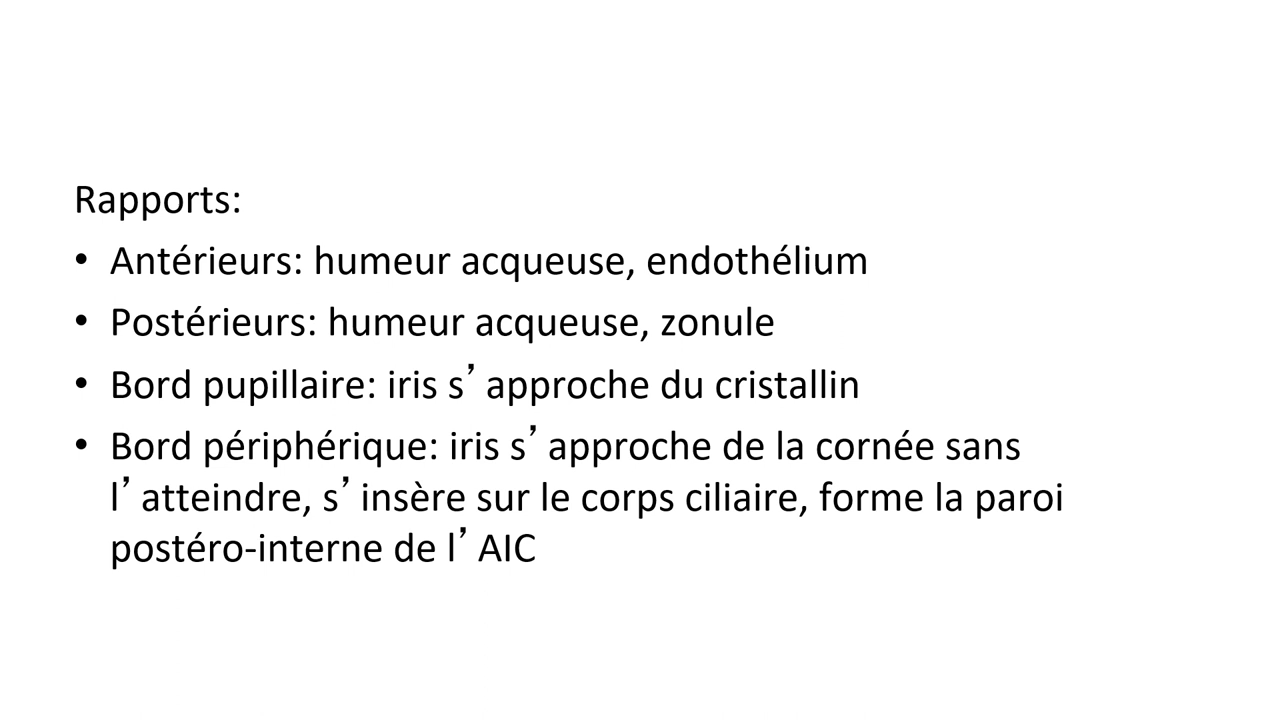 Rapports:
• Antérieurs: humeur acqueuse, endothélium
• Postérieurs: humeur acqueuse, zonule
• Bord pupillaire: iris s’approche du cristallin
• Bord périphérique: iris s’approche de la cornée sans
l’atteindre, s’insère sur le corps ciliaire, forme la paroi
postéro-interne de l’AIC